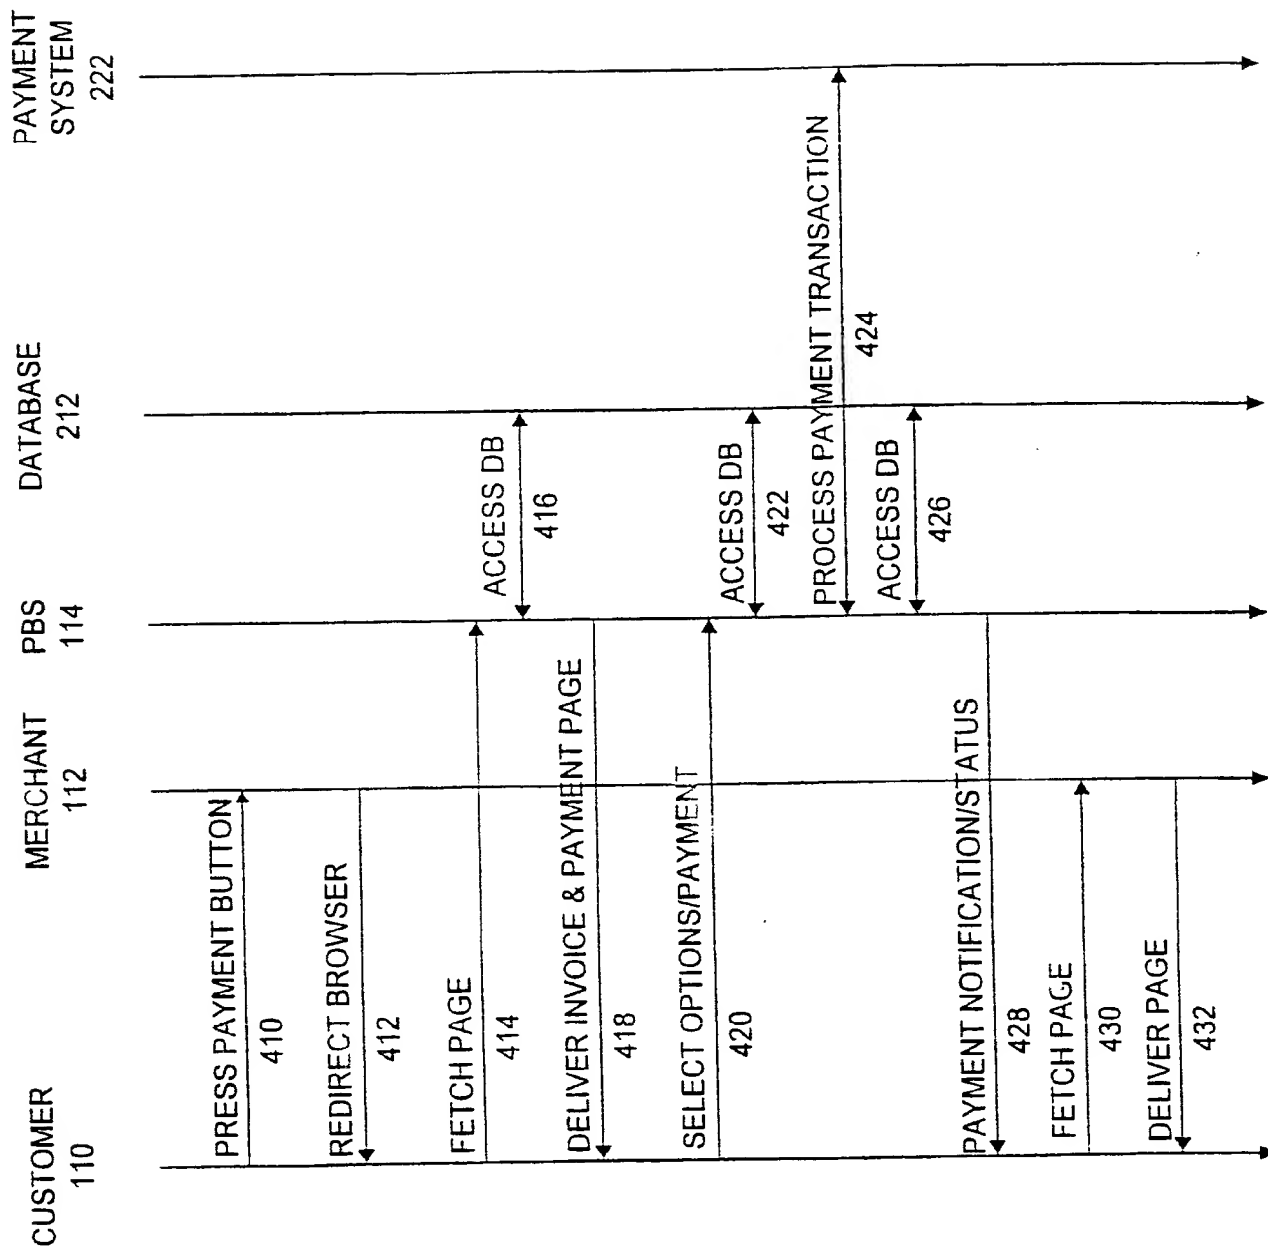 CUSTOMER
110
MERCHANT
112
PBS
114
DATABASE
212
PAYMENT
SYSTEM
222
PRESS PAYMENT BUTTON
410
REDIRECT BROWSER
412
FETCH PAGE
414
ACCESS DB
416
DELIVER INVOICE & PAYMENT PAGE
418
SELECT OPTIONS/PAYMENT
420
ACCESS DB
422
PROCESS PAYMENT TRANSACTION
424
ACCESS DB
426
PAYMENT NOTIFICATION/STATUS
428
FETCH PAGE
430
DELIVER PAGE
432